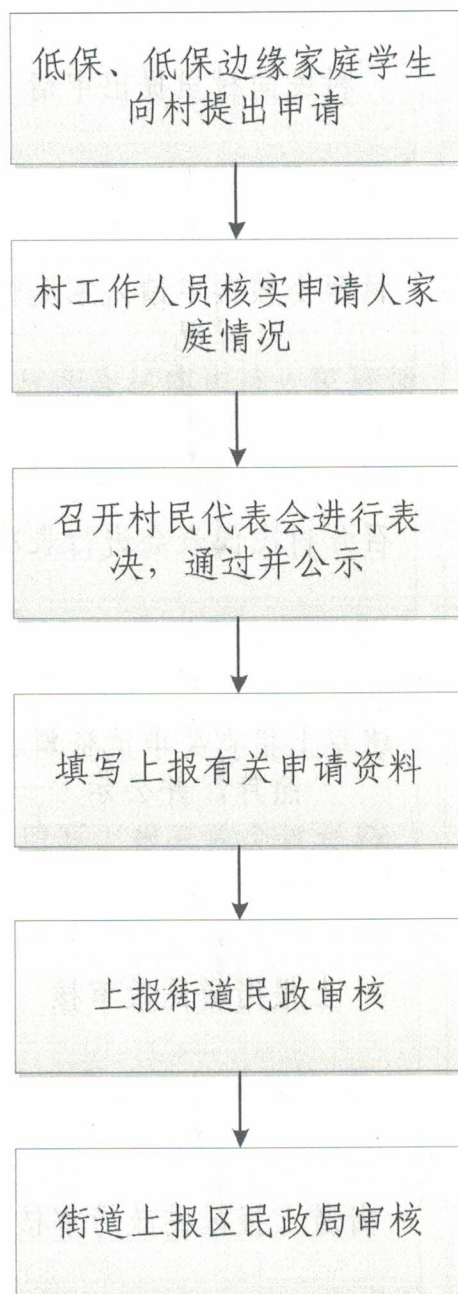 低保、低保边缘家庭学生
向村提出申请
村工作人员核实申请人家
庭情况
召开村民代表会进行表
决，通过并公示
填写上报有关申请资料
上报街道民政审核
街道上报区民政局审核